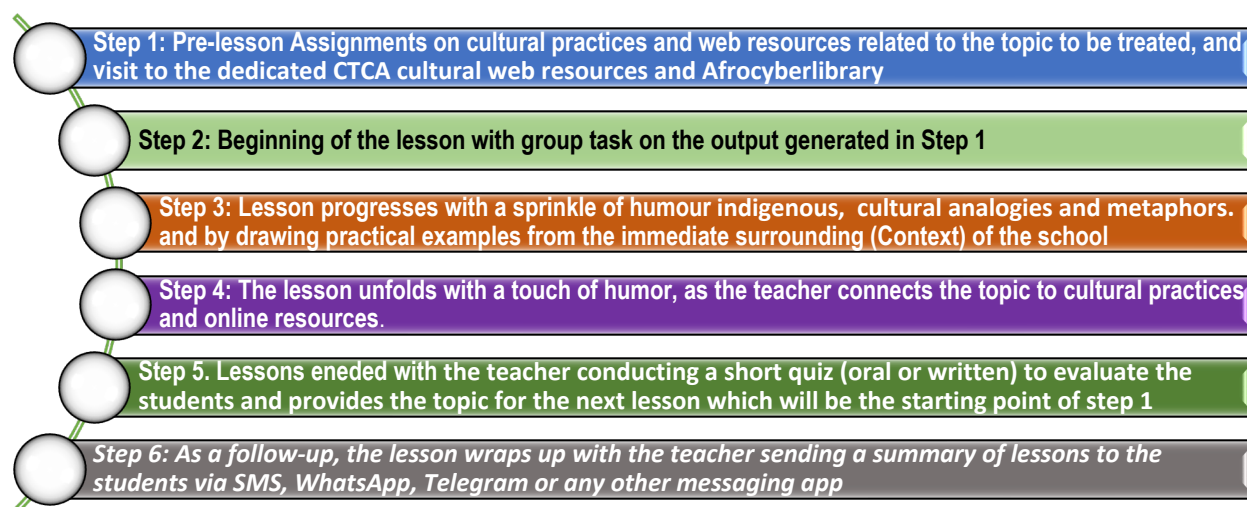 Step 1: Pre-lesson Assignments on cultural practices and web resources related to the topic to be treated, and
visit to the dedicated CTCA cultural web resources and Afrocyberlibrary
Step 2: Beginning of the lesson with group task on the output generated in Step 1
Step 3: Lesson progresses with a sprinkle of humour indigenous, cultural analogies and metaphors.
and by drawing practical examples from the immediate surrounding (Context) of the school
Step 4: The lesson unfolds with a touch of humor, as the teacher connects the topic to cultural practices
and online resources.
Step 5. Lessons eneded with the teacher conducting a short quiz (oral or written) to evaluate the
students and provides the topic for the next lesson which will be the starting point of step 1
Step 6: As a follow-up, the lesson wraps up with the teacher sending a summary of lessons to the
students via SMS, WhatsApp, Telegram or any other messaging app